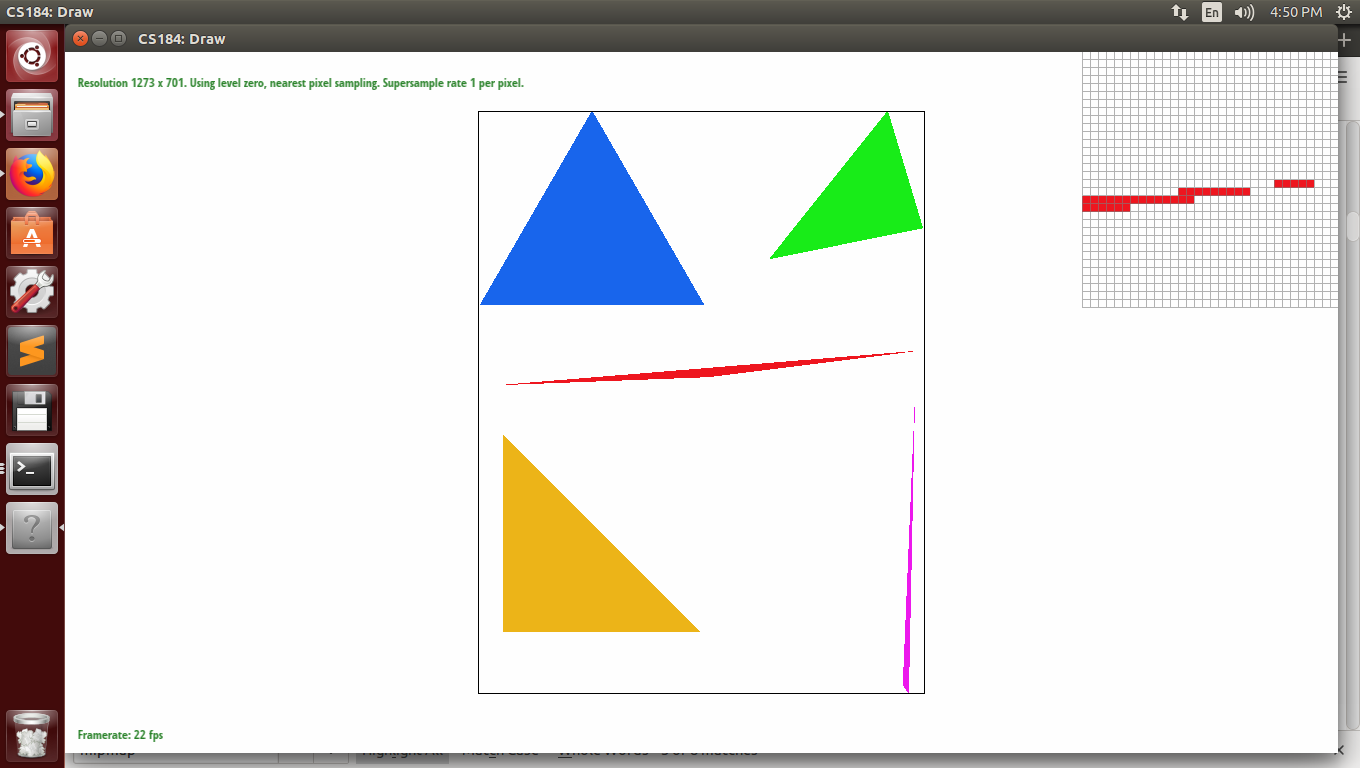 CS184: Draw
En
4:50 PM
CS184: Draw
Resolution 1273 x 701. Using level zero, nearest pixel sampling. Supersample rate 1 per pixel.
Framerate: 22 fps